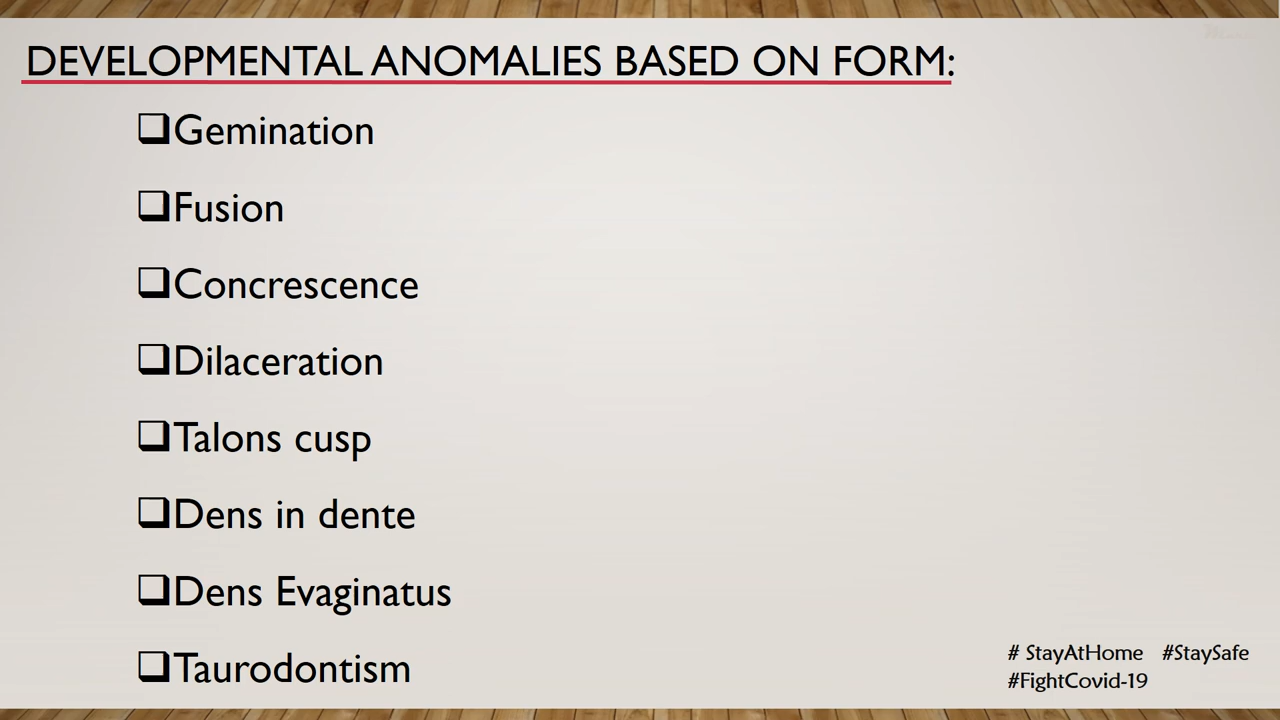 DEVELOPMENTAL ANOMALIES BASED ON FORM:
❑Gemination
❑Fusion
❑Concrescence
❑Dilaceration
❑Talons cusp
❑Dens in dente
❑Dens Evaginatus
❑Taurodontism
# StayAtHome #StaySafe
#FightCovid-19